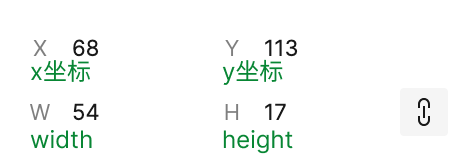 X 68 Y 113
x坐标 y坐标
W 54 H 17
width height